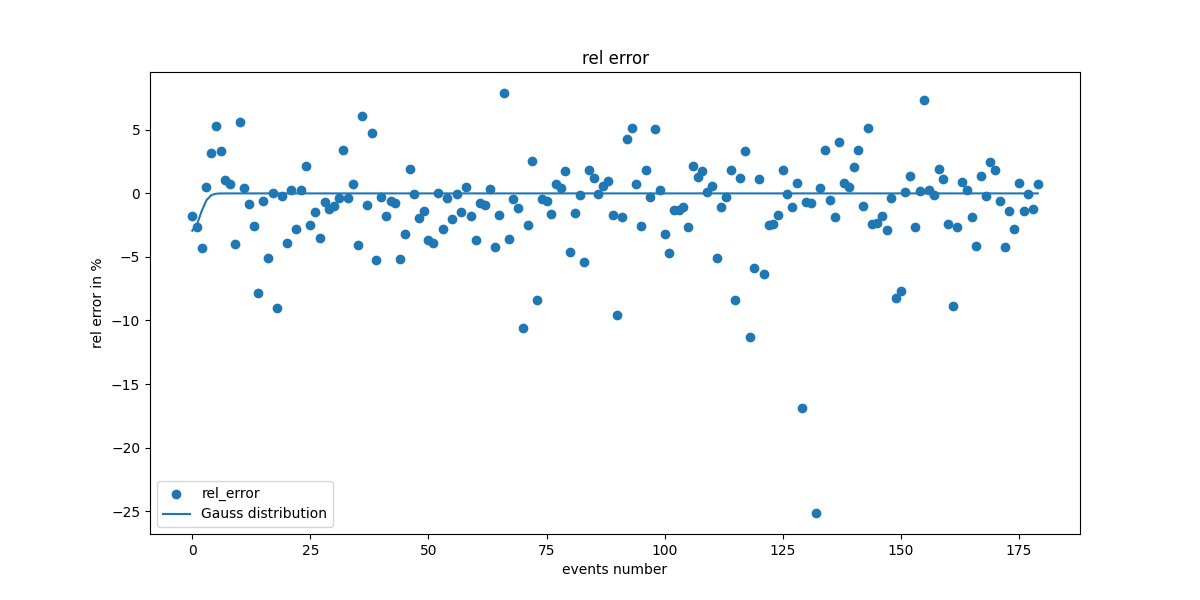 rel error
5
0
−5
−10
−15
−20
−25
rel error in %
rel_error
Gauss distribution
0 25 50 75 100 125 150 175
events number